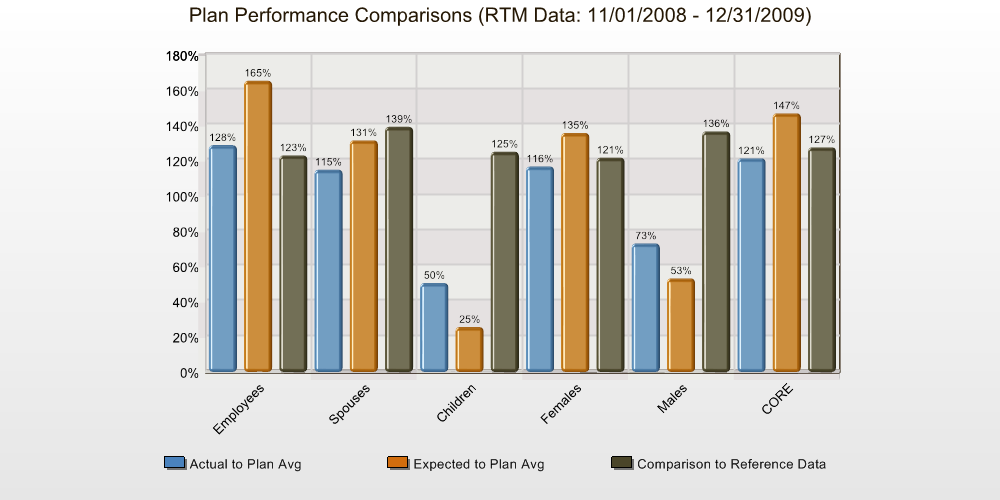 Plan Performance Comparisons (RTM Data: 11/01/2008 - 12/31/2009)
180%
160%
140%
120%
100%
80%
60%
40%
20%
0%
128%
165%
123%
115%
131%
139%
50%
25%
125%
116%
135%
121%
73%
53%
136%
121%
147%
127%
Employees
Spouses
Children
Females
Males
CORE
Actual to Plan Avg
Expected to Plan Avg
Comparison to Reference Data